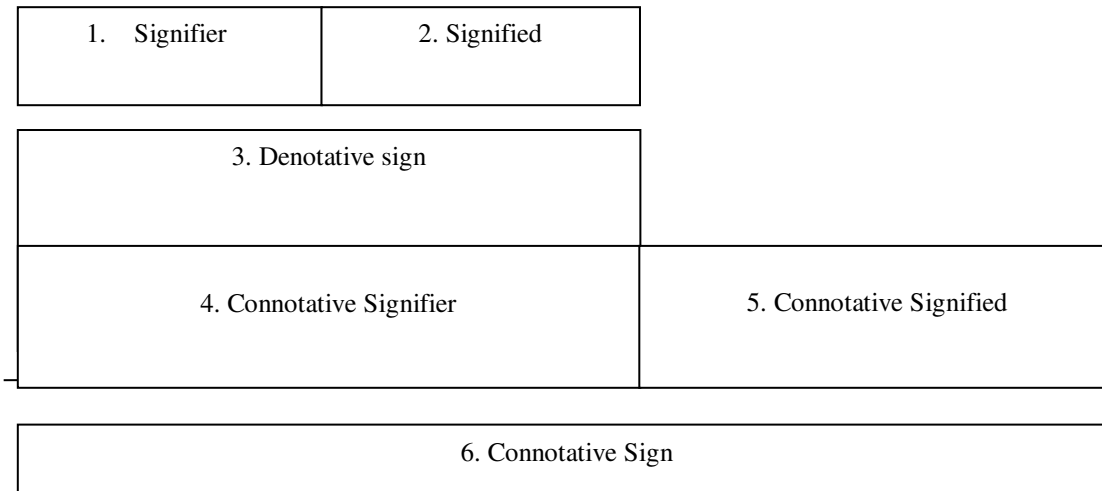 1. Signifier
2. Signified
3. Denotative sign
4. Connotative Signifier
5. Connotative Signified
6. Connotative Sign